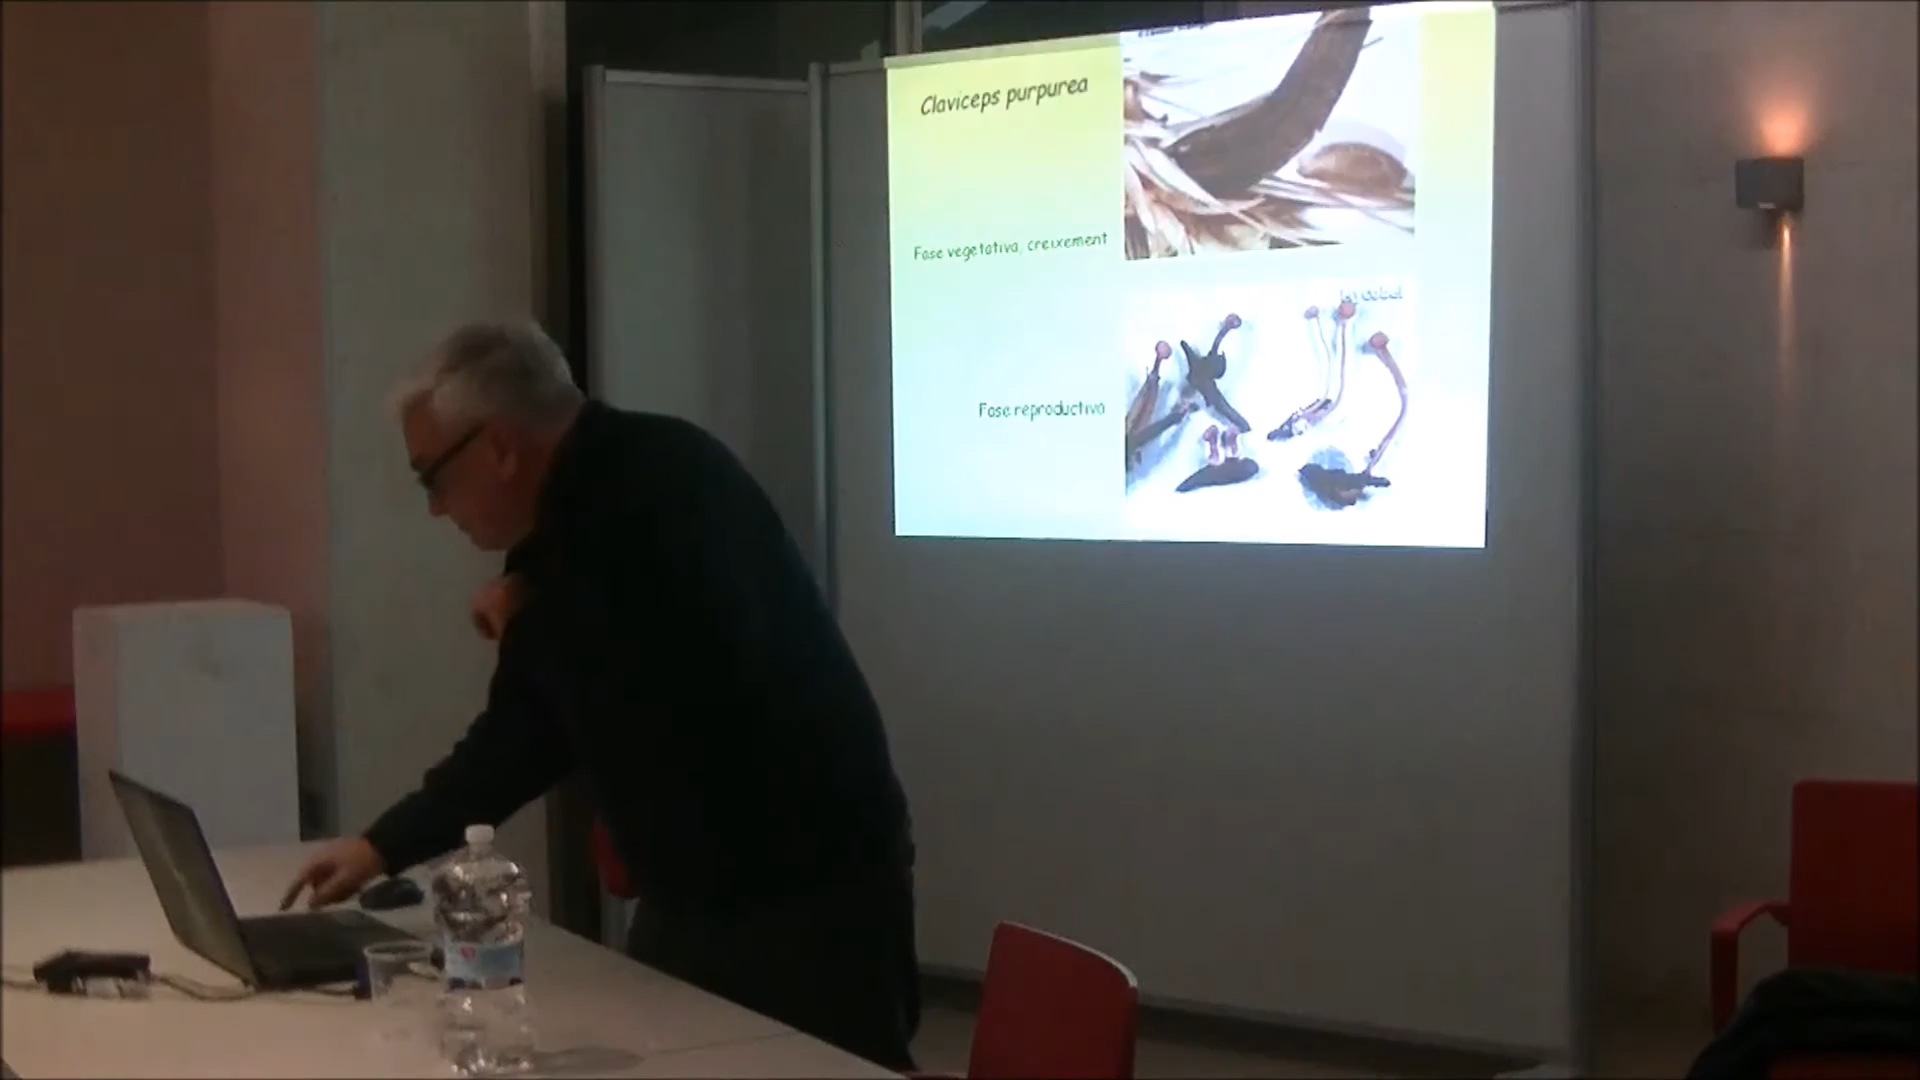 Claviceps purpurea
Fase vegetativa, creixement
Fase reproductiva